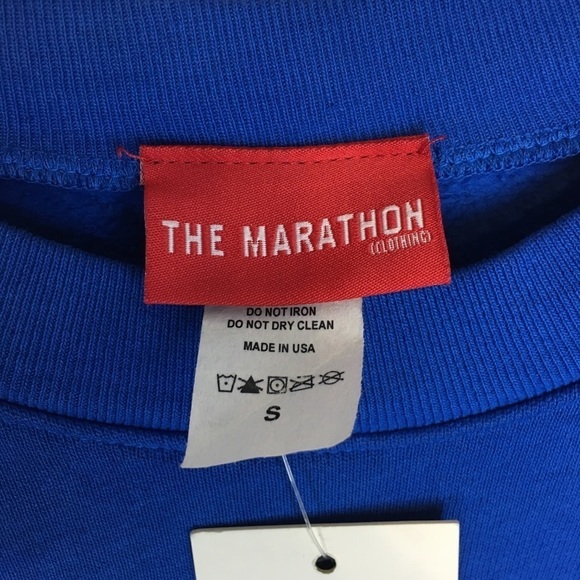 THE MARATHON
(CLOTHING)
DO NOT IRON
DO NOT DRY CLEAN
MADE IN USA
S